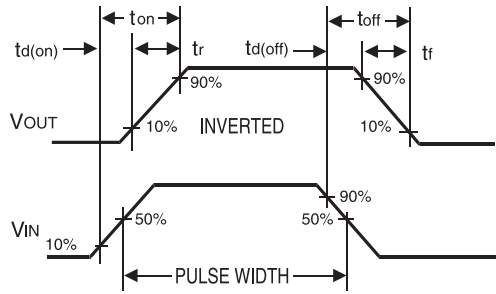 ton
toff
td(on)
tr
td(off)
tf
90%
90%
VOUT
10%
INVERTED
10%
90%
VIN
50%
50%
10%
PULSE WIDTH